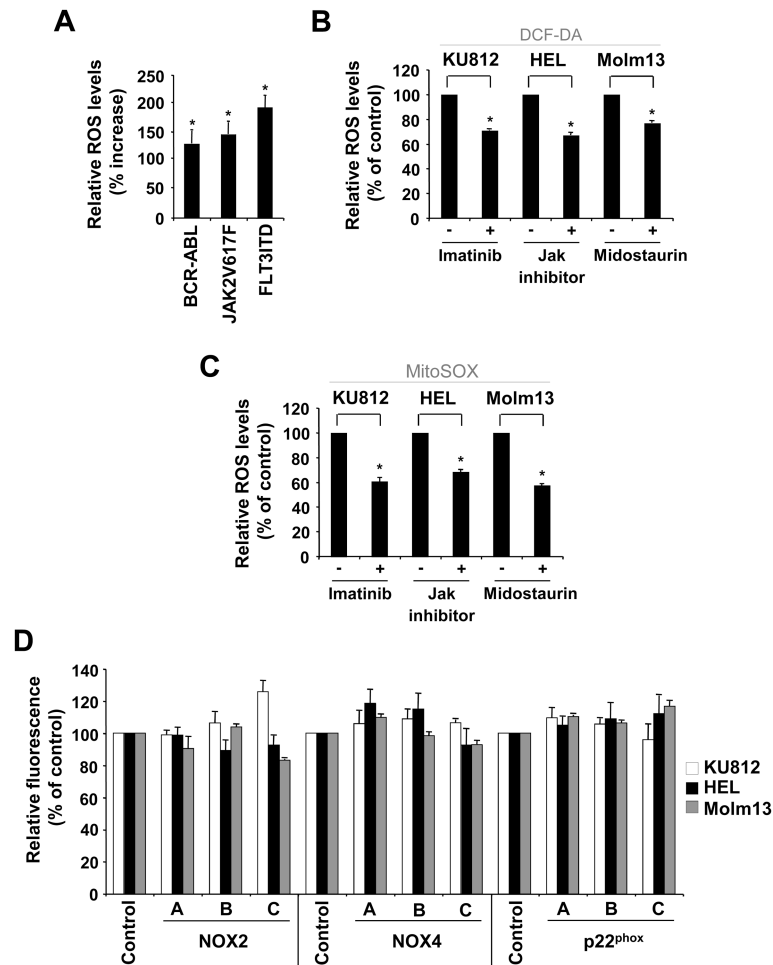 A
Relative ROS levels
(% increase)
250
200
150
100
50
0
*
*
*
BCR-ABL
JAK2V617F
FLT3ITD
B
DCF-DA
KU812 HEL Molm13
Relative ROS levels
(% of control)
120
100
80
60
40
20
0
* * *
- + - + - +
Imatinib Jak inhibitor Midostaurin
C
MitoSOX
KU812 HEL Molm13
Relative ROS levels
(% of control)
120
100
80
60
40
20
0
* * *
- + - + - +
Imatinib Jak inhibitor Midostaurin
D
Relative fluorescence
(% of control)
140
120
100
80
60
40
20
0
KU812
HEL
Molm13
Control A B C Control A B C Control A B C
NOX2 NOX4 p22phox